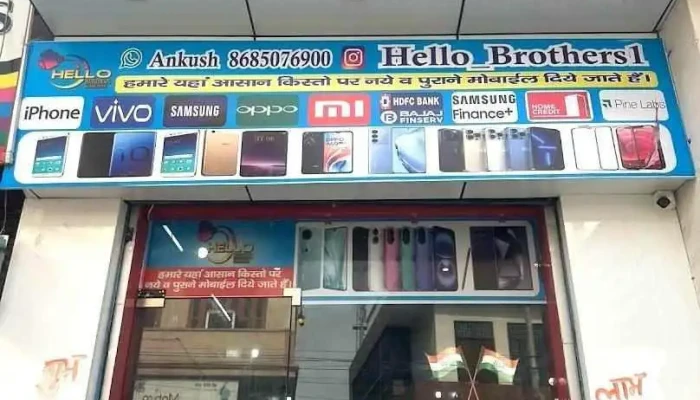 Ankush 8685076900 Hello_Brothers1
HELLO
हमारे यहां आसान किस्तो पर नये व पुराने मोबाईल दिये जाते हैं।
iPhone vivo SAMSUNG oppo MI HDFC BANK BAJAJ FINSERV SAMSUNG Finance+ HOME CREDIT Pine Labs
HELLO
हमारे यहां आसान किस्तो पर
नये व पुराने मोबाईल दिये जाते हैं।
शुभ
लाभ